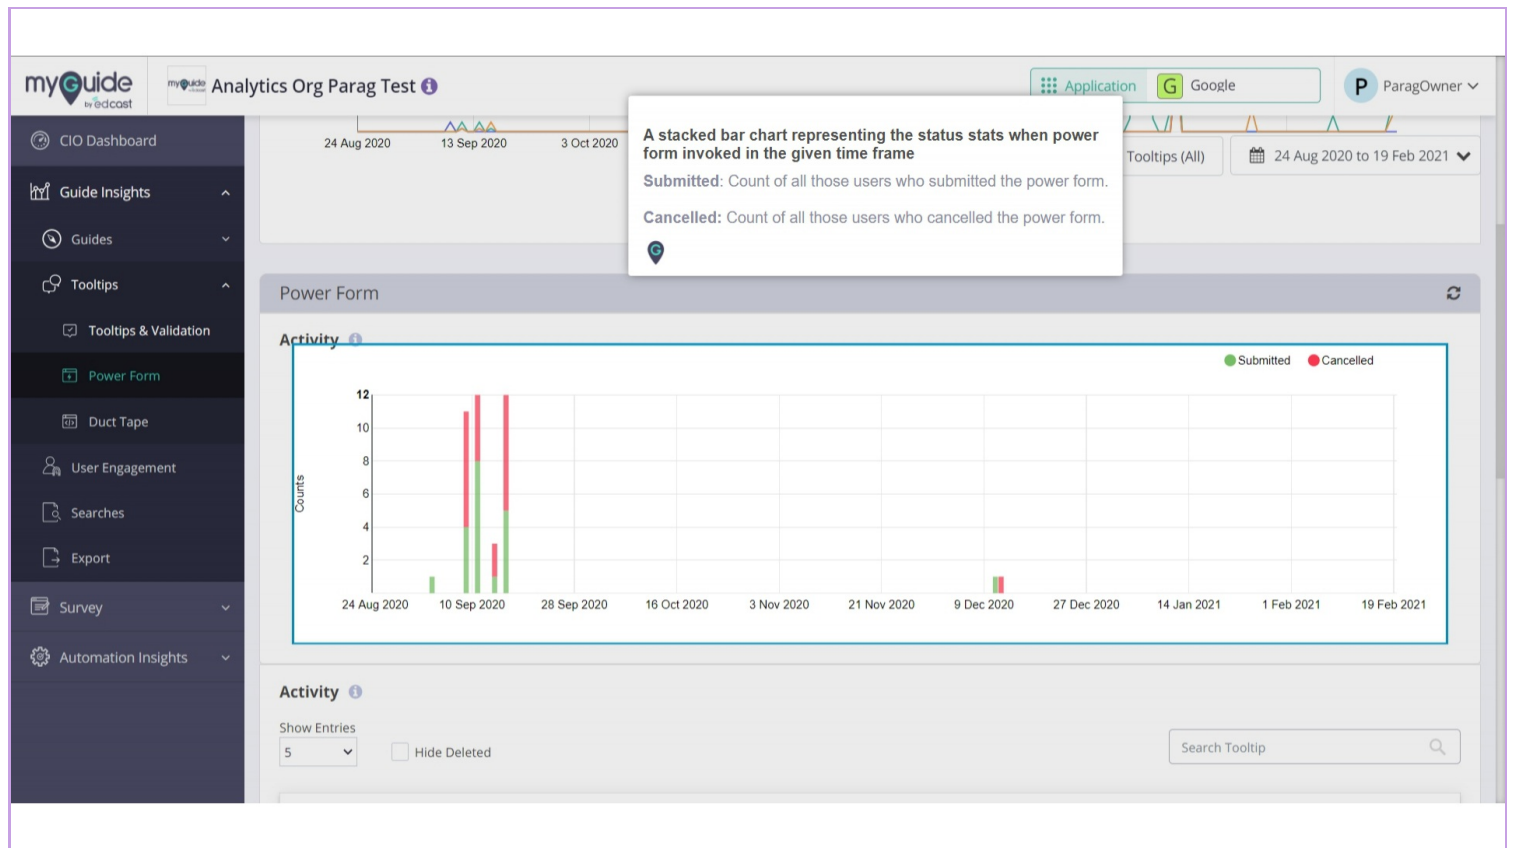 myGuide
by edcast
myGuide
Analytics Org Parag Test
Application
G Google
P ParagOwner
CIO Dashboard
Guide Insights
Guides
Tooltips
Tooltips & Validation
Power Form
Duct Tape
User Engagement
Searches
Export
Survey
Automation Insights
24 Aug 2020 13 Sep 2020 3 Oct 2020
A stacked bar chart representing the status stats when power
form invoked in the given time frame
Submitted: Count of all those users who submitted the power form.
Cancelled: Count of all those users who cancelled the power form.
G
Tooltips (All)
24 Aug 2020 to 19 Feb 2021
Power Form
Activity
Submitted Cancelled
12
10
8
6
4
2
Counts
24 Aug 2020 10 Sep 2020 28 Sep 2020 16 Oct 2020 3 Nov 2020 21 Nov 2020 9 Dec 2020 27 Dec 2020 14 Jan 2021 1 Feb 2021 19 Feb 2021
Activity
Show Entries
5
Hide Deleted
Search Tooltip